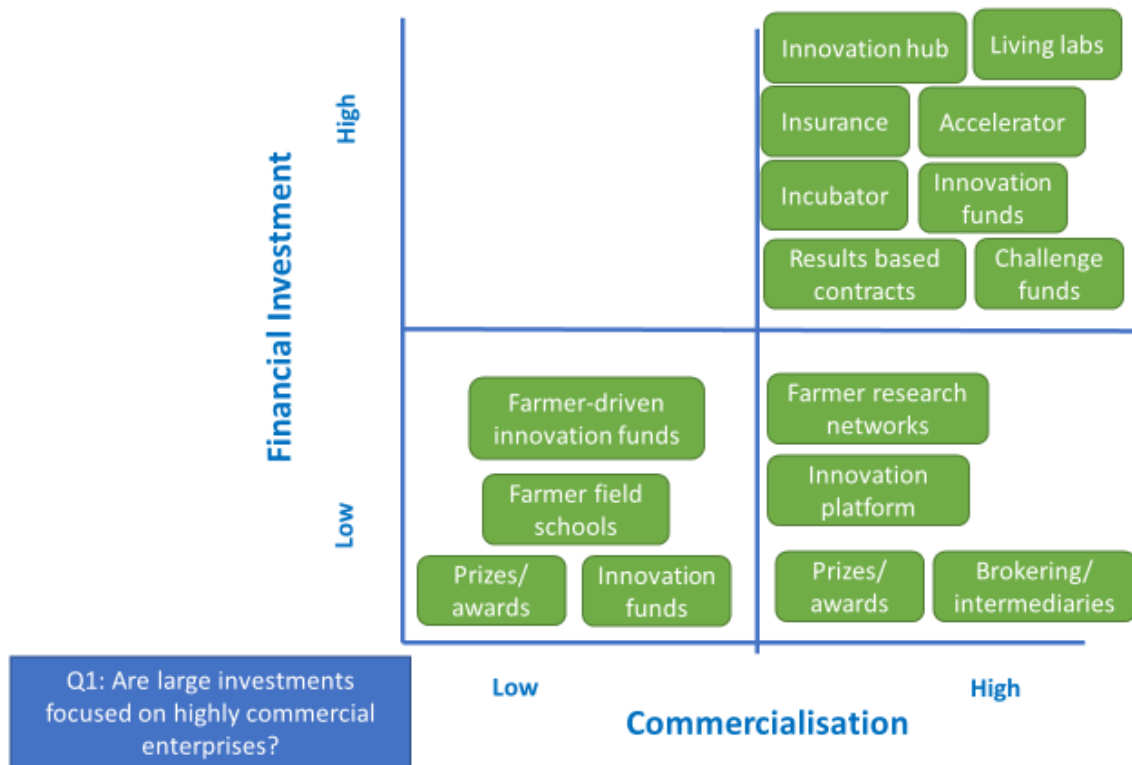 Financial Investment
High
Low
Innovation hub
Living labs
Insurance
Accelerator
Incubator
Innovation
funds
Results based
contracts
Challenge
funds
Farmer-driven
innovation funds
Farmer field
schools
Prizes/
awards
Innovation
funds
Farmer research
networks
Innovation
platform
Prizes/
awards
Brokering/
intermediaries
Low
High
Commercialisation
Q1: Are large investments
focused on highly commercial
enterprises?